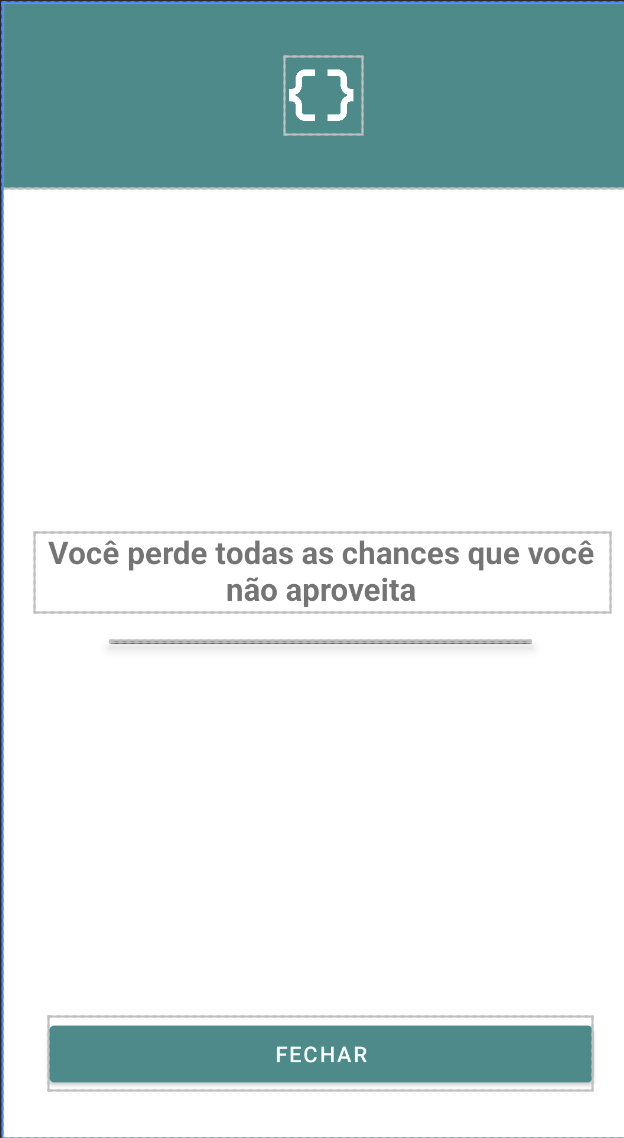 { }
Você perde todas as chances que você
não aproveita
FECHAR